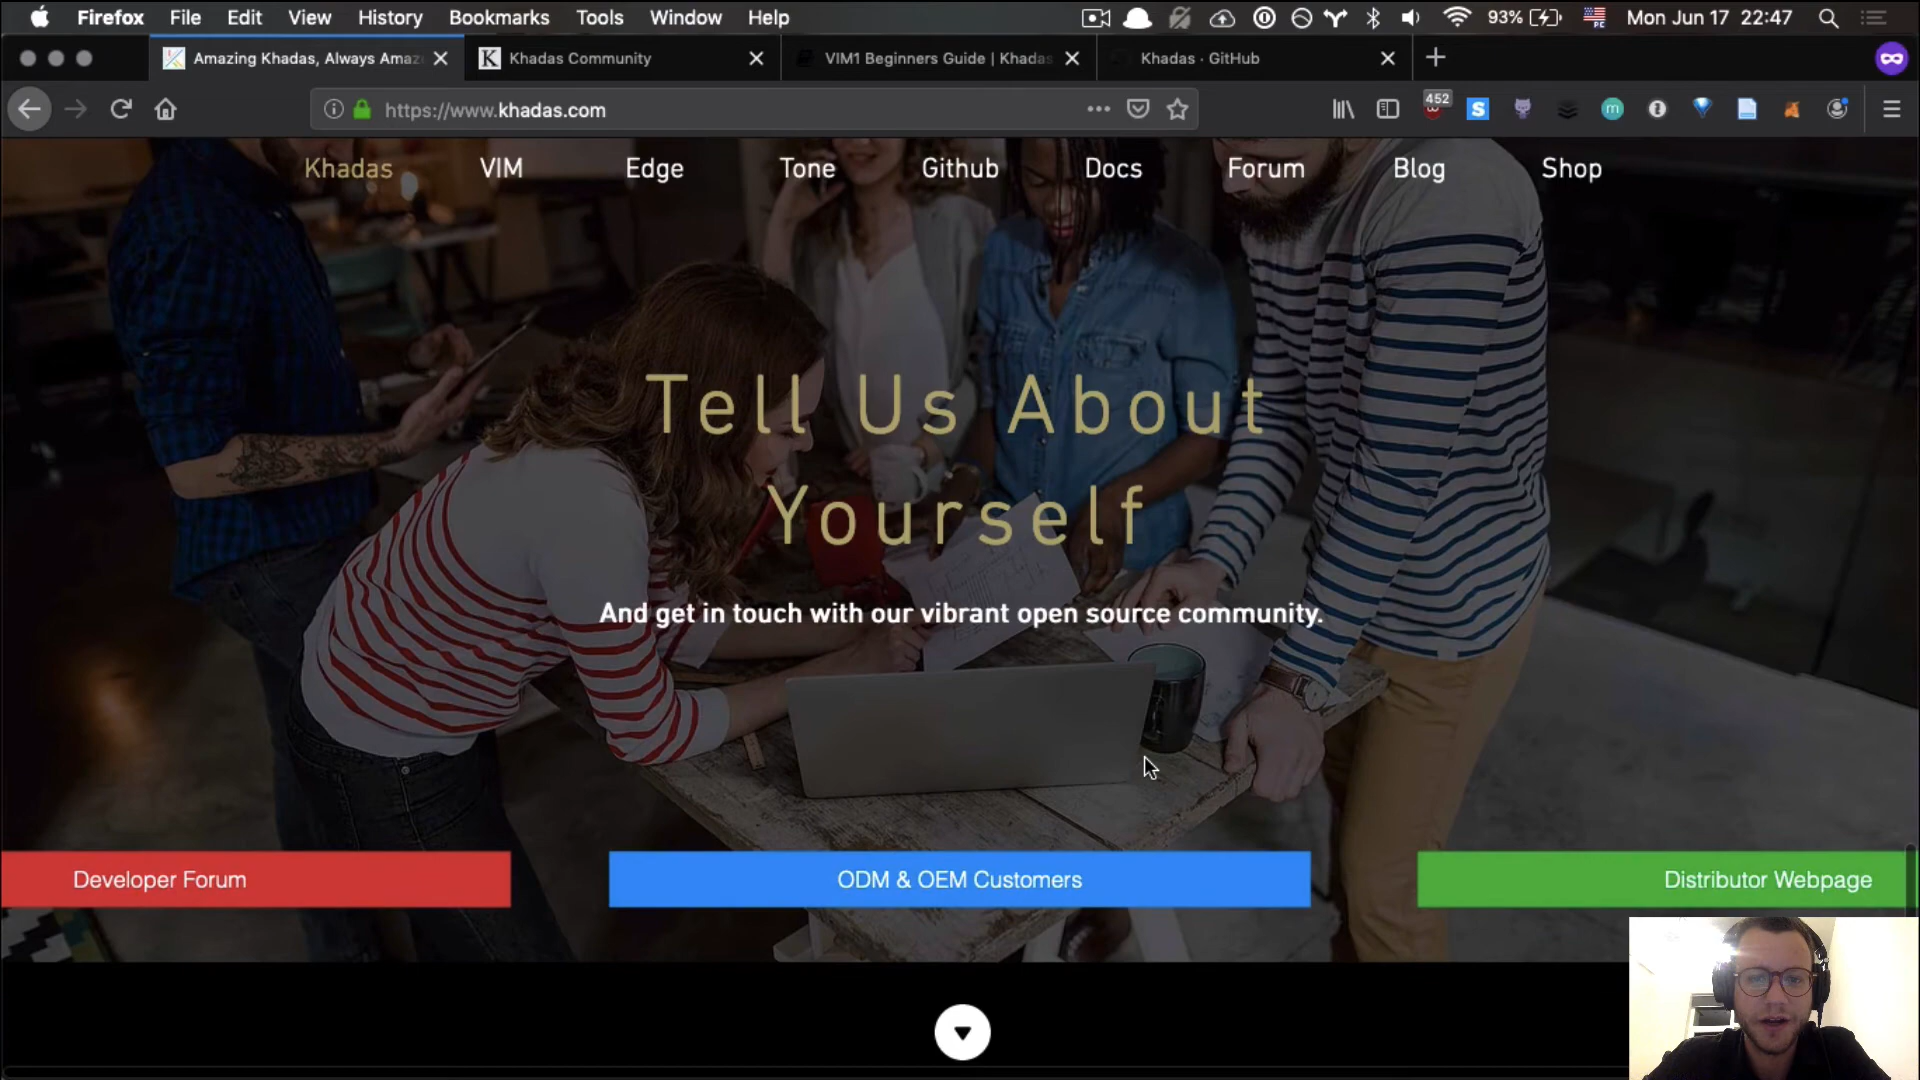 Firefox File Edit View History Bookmarks Tools Window Help 93% Mon Jun 17 22:47
Amazing Khadas, Always Amaz Khadas Community VIM1 Beginners Guide | Khadas Khadas · GitHub
https://www.khadas.com 452
Khadas VIM Edge Tone Github Docs Forum Blog Shop
Tell Us About
Yourself
And get in touch with our vibrant open source community.
Developer Forum ODM & OEM Customers Distributor Webpage